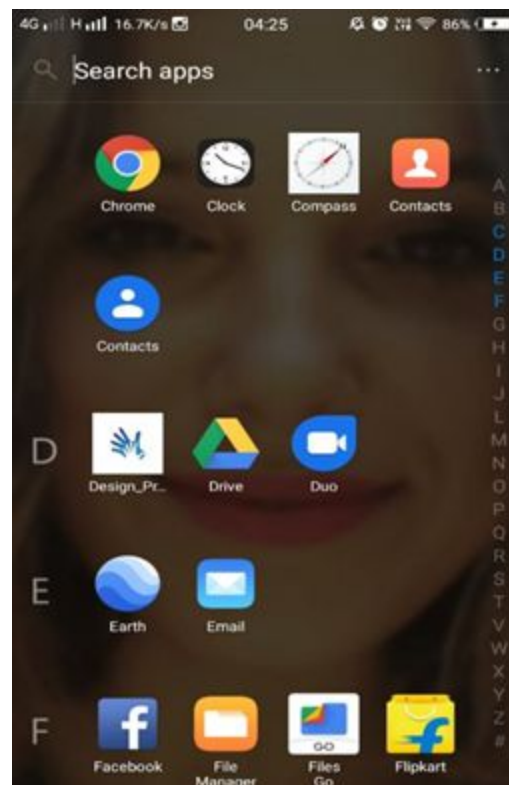 4G H 16.7K/s 04:25 86%
Search apps
Chrome Clock Compass Contacts
Contacts
D
Design_Pr... Drive Duo
E
Earth Email
F
GO
Facebook File Manager Files Go Flipkart
A
B
C
D
E
F
G
H
I
J
L
M
N
O
P
Q
R
S
T
V
W
X
Y
Z
#